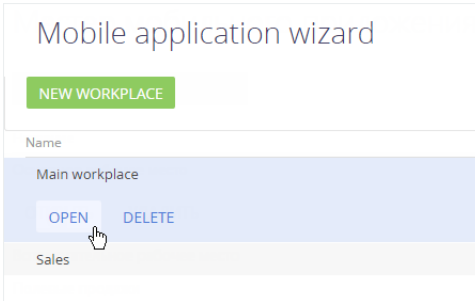 Mobile application wizard
NEW WORKPLACE
Name
Main workplace
OPEN DELETE
Sales